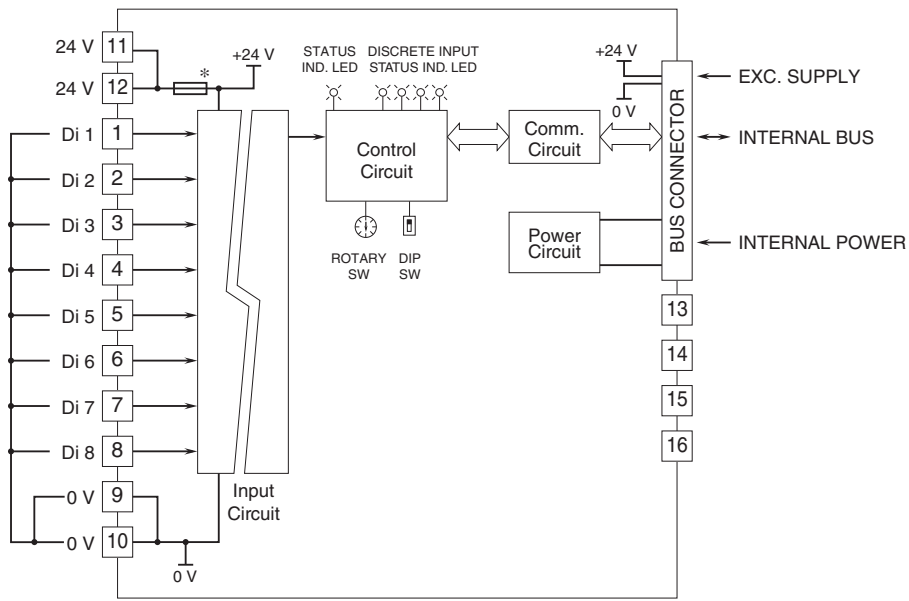 24 V 11
24 V 12
*
+24 V
Di 1 1
Di 2 2
Di 3 3
Di 4 4
Di 5 5
Di 6 6
Di 7 7
Di 8 8
0 V 9
0 V 10
0 V
Input
Circuit
STATUS
IND. LED
DISCRETE INPUT
STATUS IND. LED
Control
Circuit
ROTARY
SW
DIP
SW
Comm.
Circuit
Power
Circuit
+24 V
0 V
BUS CONNECTOR
EXC. SUPPLY
INTERNAL BUS
INTERNAL POWER
13
14
15
16